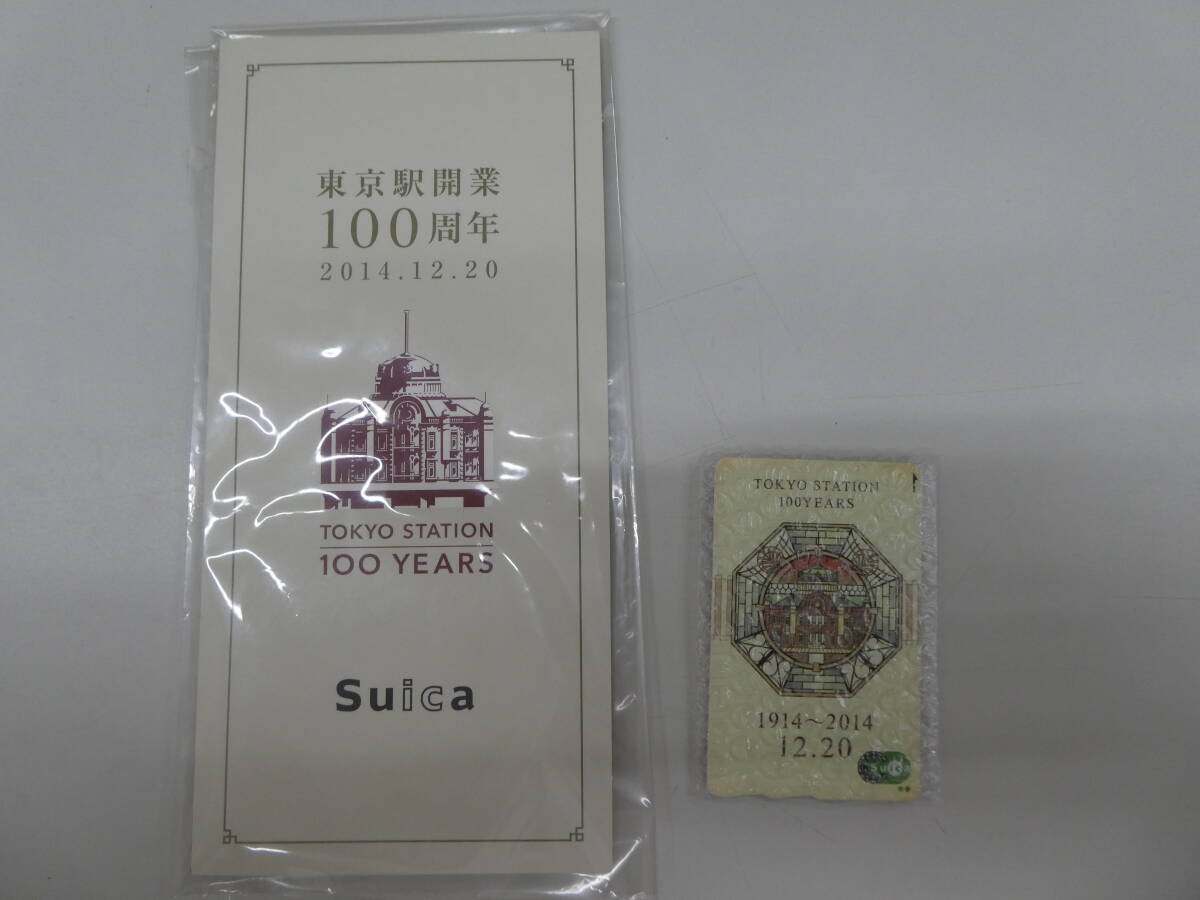 東京駅開業
100周年
2014.12.20
TOKYO STATION
100 YEARS
Suica
TOKYO STATION
100YEARS
1914～2014
12.20
Suica